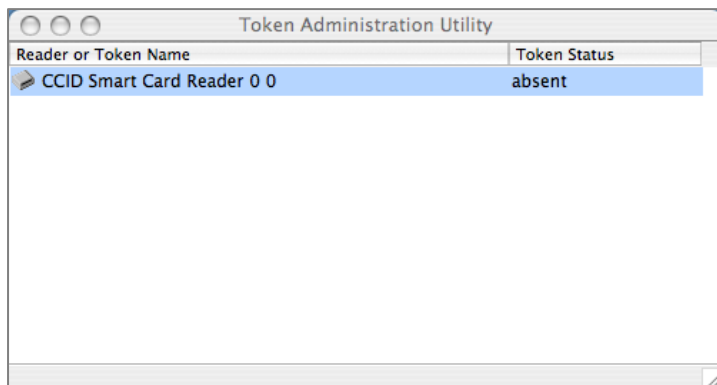 Token Administration Utility
Reader or Token Name Token Status
CCID Smart Card Reader 0 0 absent